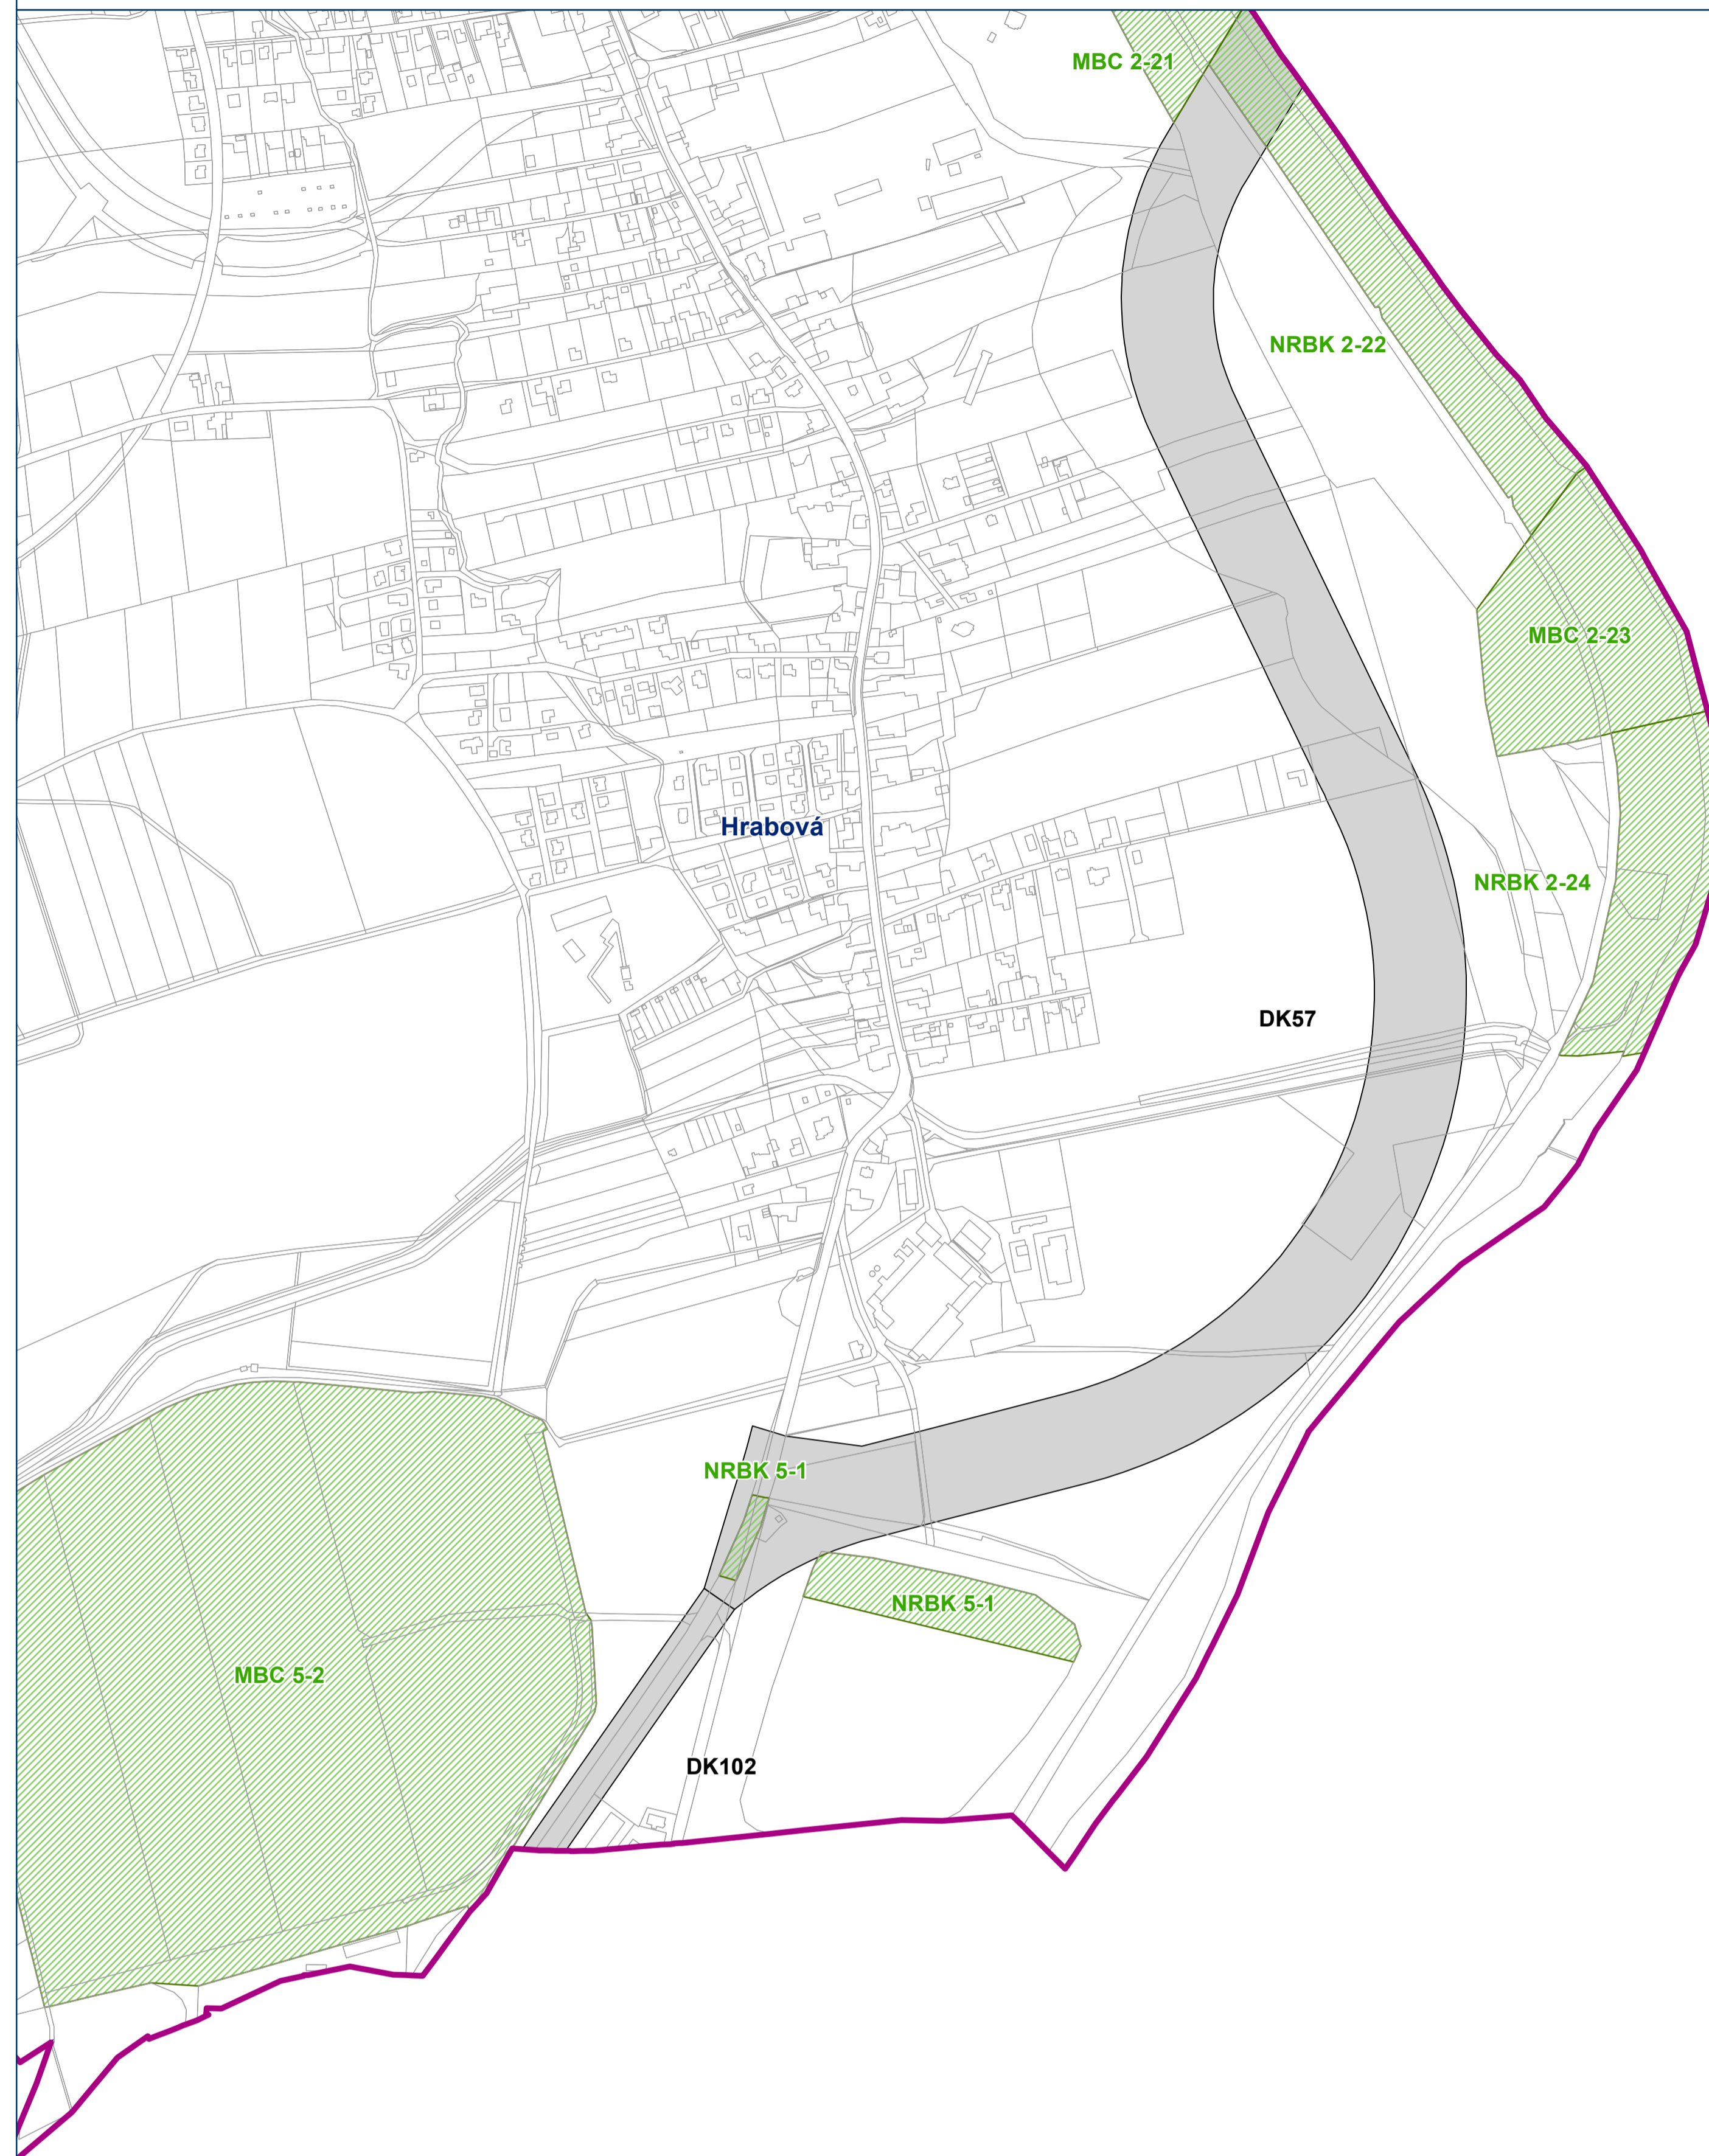 MBC 2-21
NRBK 2-22
MBC 2-23
Hrabová
NRBK 2-24
DK57
NRBK 5-1
NRBK 5-1
MBC 5-2
DK102